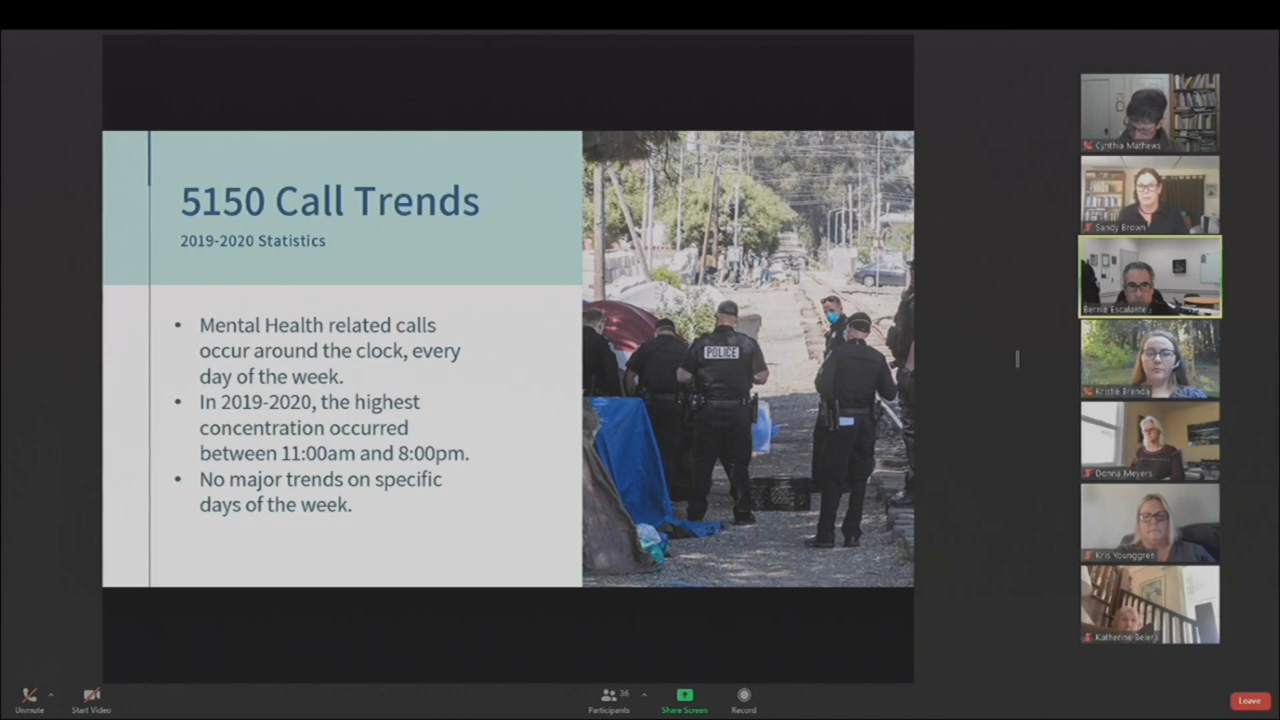 5150 Call Trends
2019-2020 Statistics
• Mental Health related calls
occur around the clock, every
day of the week.
• In 2019-2020, the highest
concentration occurred
between 11:00am and 8:00pm.
• No major trends on specific
days of the week.
POLICE
Cynthia Mathews
Sandy Brown
Bernie Escalante
Kristie Brenda
Donna Meyers
Kris Younggren
Katherine Beiers
Unmute
Start Video
36
Participants
Share Screen
Record
Leave